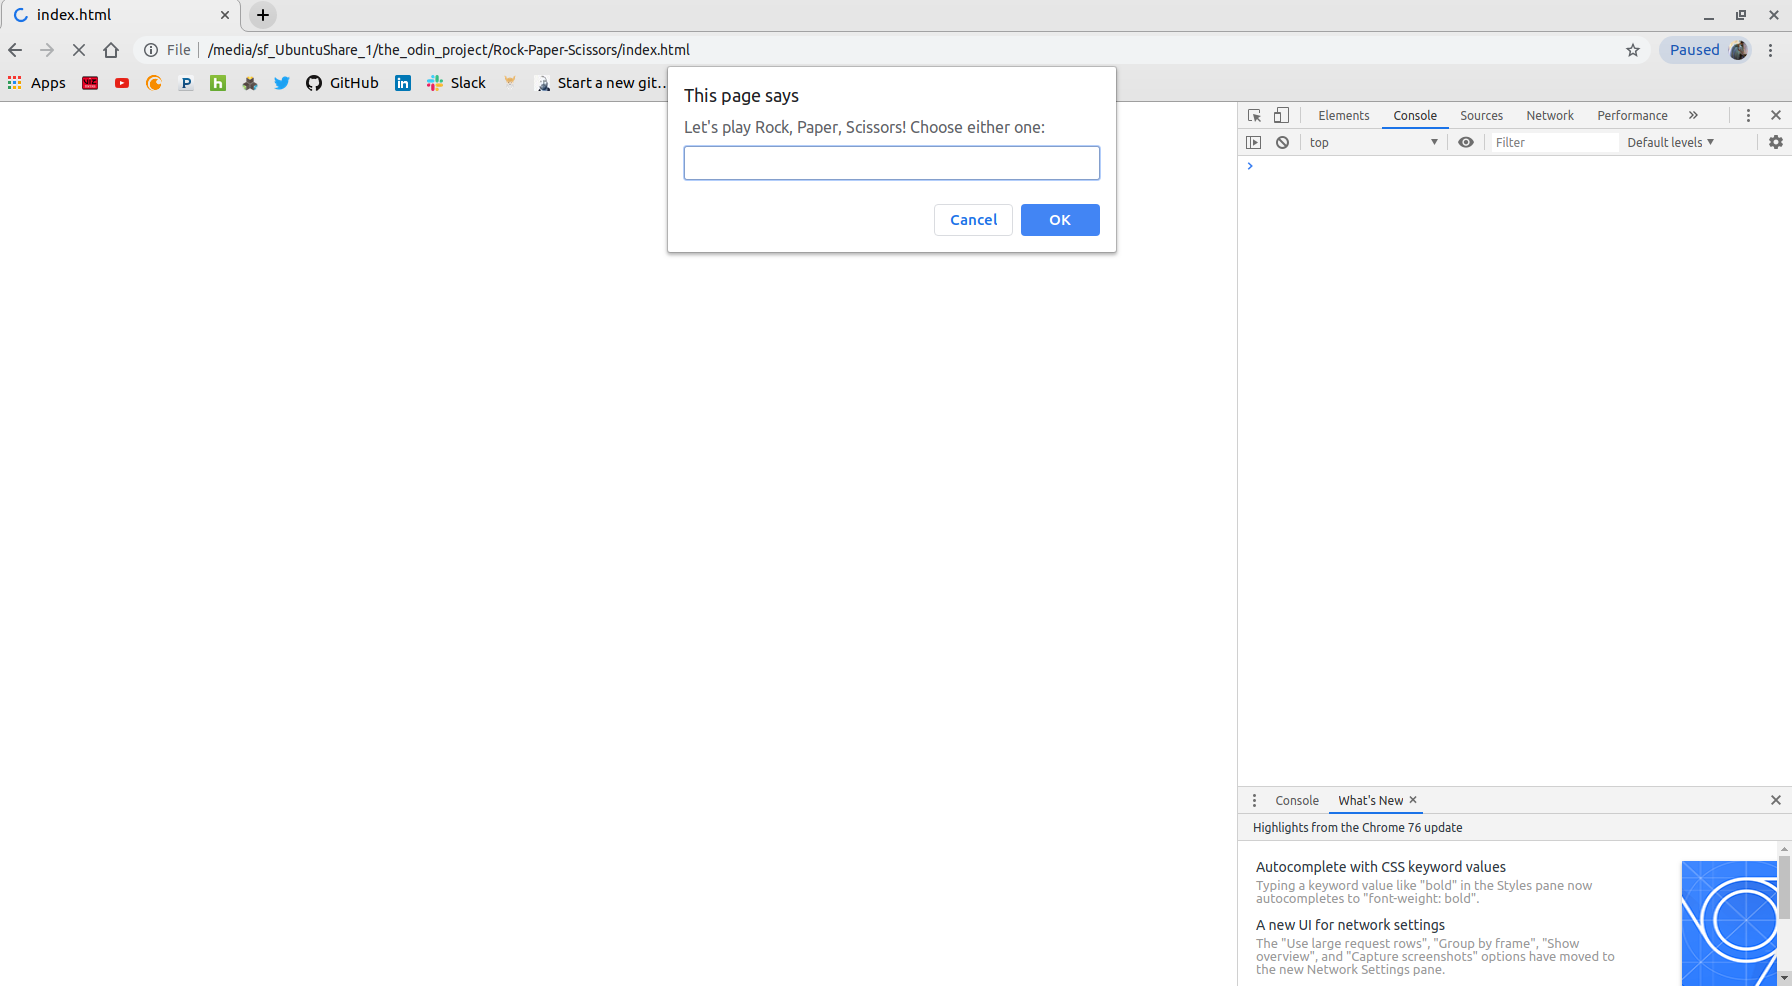 index.html
File /media/sf_UbuntuShare_1/the_odin_project/Rock-Paper-Scissors/index.html Paused
Apps P h GitHub in Slack Start a new git...
This page says
Let's play Rock, Paper, Scissors! Choose either one:
Cancel OK
Elements Console Sources Network Performance »
top Filter Default levels
Console What's New
Highlights from the Chrome 76 update
Autocomplete with CSS keyword values
Typing a keyword value like "bold" in the Styles pane now
autocompletes to "font-weight: bold".
A new UI for network settings
The "Use large request rows", "Group by frame", "Show
overview", and "Capture screenshots" options have moved to
the new Network Settings pane.